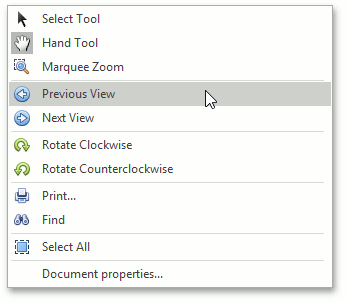 Select Tool
Hand Tool
Marquee Zoom
Previous View
Next View
Rotate Clockwise
Rotate Counterclockwise
Print...
Find
Select All
Document properties...